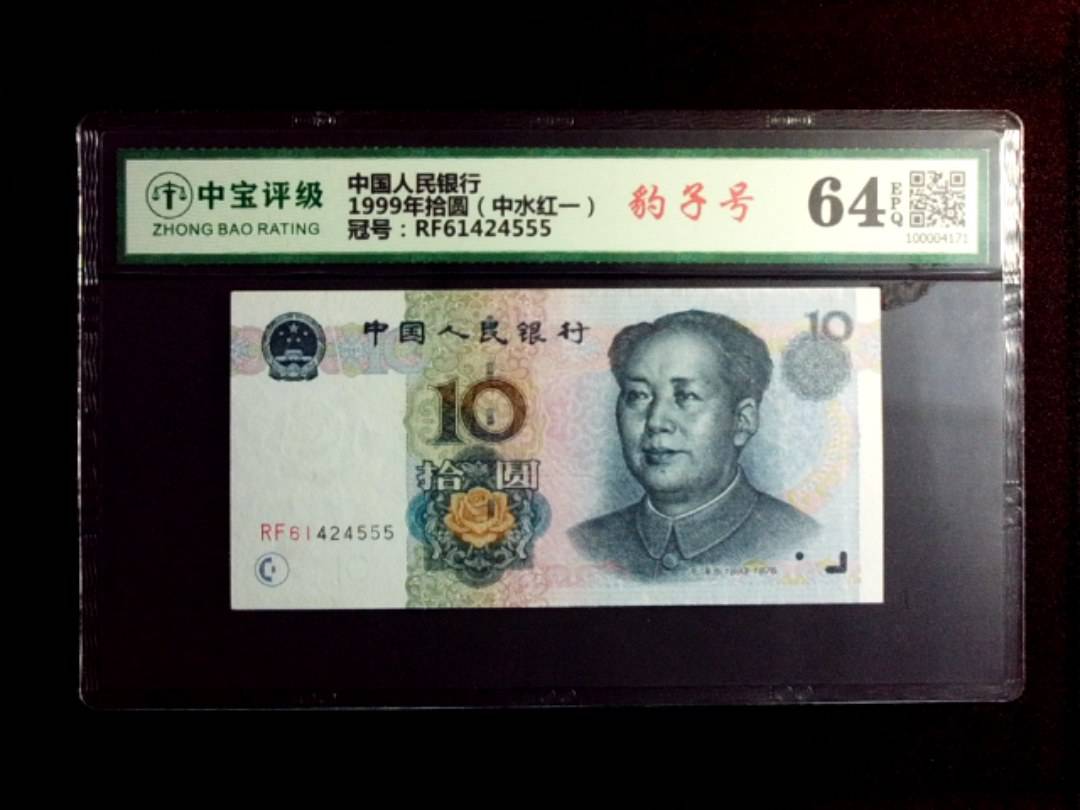 中宝评级
ZHONG BAO RATING
中国人民银行
1999年拾圆（中水红一）
冠号：RF61424555
豹子号
64
EPQ
100004171
中国人民银行
10
10
拾圆
RF61424555